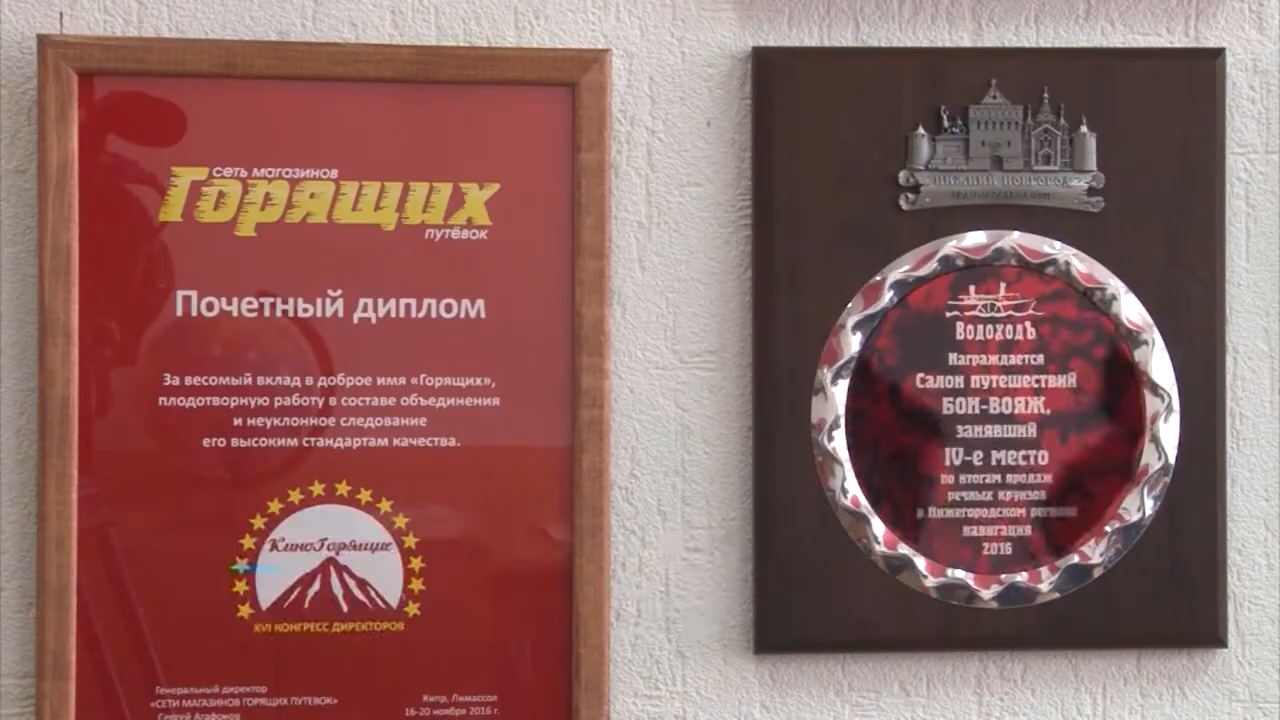 сеть магазинов
Горящих
путёвок
Почетный диплом
За весомый вклад в доброе имя «Горящих»,
плодотворную работу в составе объединения
и неуклонное следование
его высоким стандартам качества.
КиноГорящие
XVI КОНГРЕСС ДИРЕКТОРОВ
Генеральный директор
«СЕТИ МАГАЗИНОВ ГОРЯЩИХ ПУТЕВОК»
Сергей Агафонов
Кипр, Лимассол
16-20 ноября 2016 г.
НИЖНИЙ НОВГОРОД
ВодоходЪ
Награждается
Салон путешествий
БОН-ВОЯЖ,
занявший
IV-е место
по итогам продаж
речных круизов
в Нижегородском регионе
навигация
2016